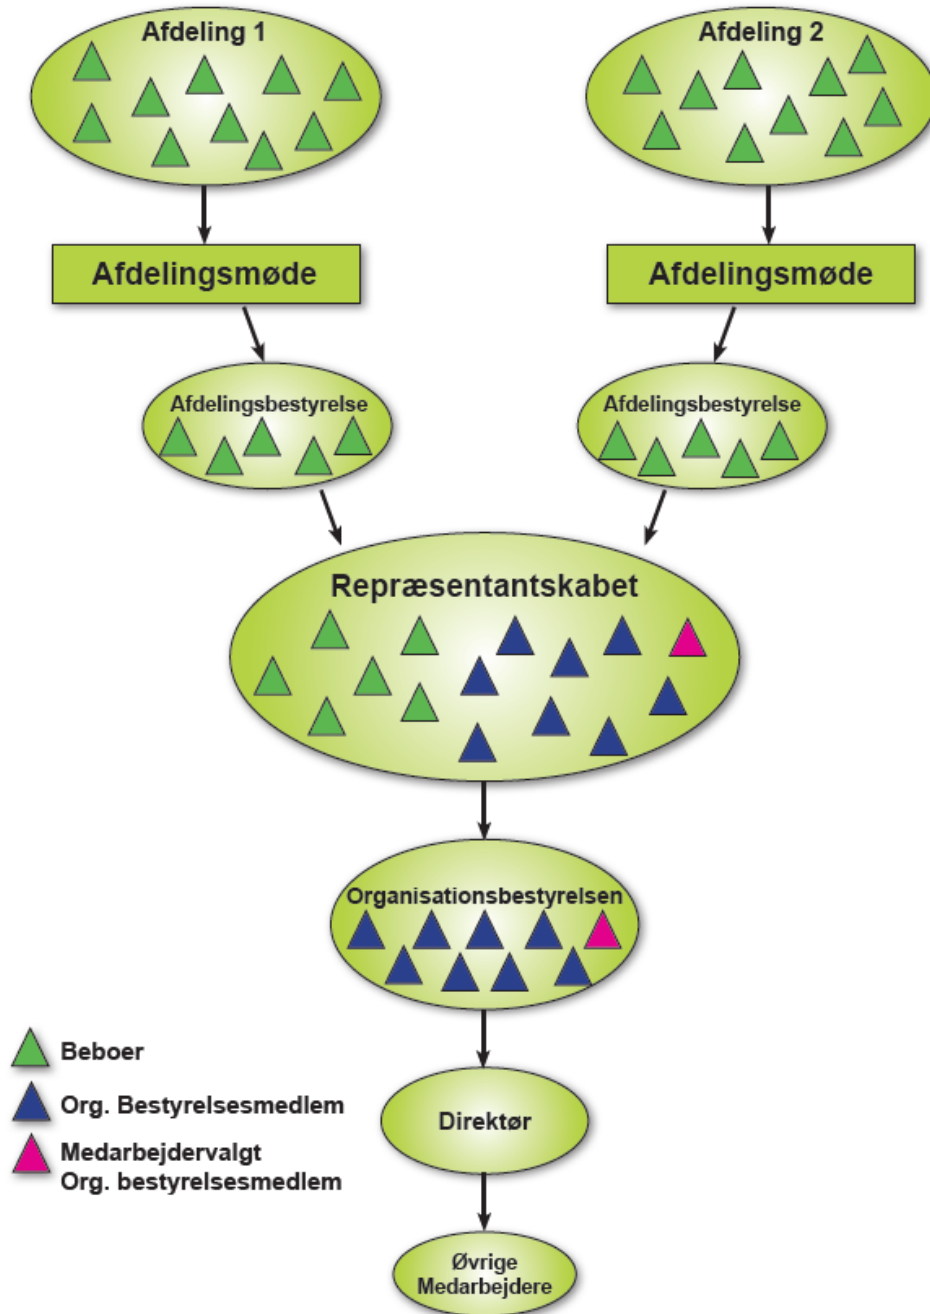 Afdeling 1
Afdeling 2
Afdelingsmøde
Afdelingsmøde
Afdelingsbestyrelse
Afdelingsbestyrelse
Repræsentantskabet
Organisationsbestyrelsen
Beboer
Org. Bestyrelsesmedlem
Medarbejdervalgt
Org. bestyrelsesmedlem
Direktør
Øvrige
Medarbejdere